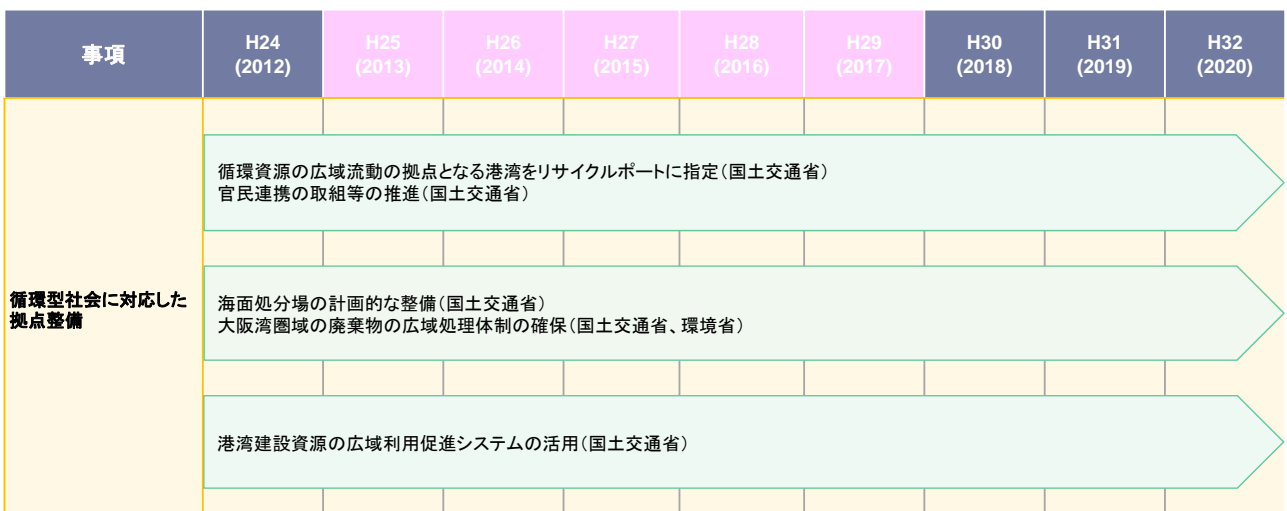 事項
H24
(2012)
H25
(2013)
H26
(2014)
H27
(2015)
H28
(2016)
H29
(2017)
H30
(2018)
H31
(2019)
H32
(2020)
循環型社会に対応した
拠点整備
循環資源の広域流動の拠点となる港湾をリサイクルポートに指定(国土交通省)
官民連携の取組等の推進(国土交通省)
海面処分場の計画的な整備(国土交通省)
大阪湾圏域の廃棄物の広域処理体制の確保(国土交通省、環境省)
港湾建設資源の広域利用促進システムの活用(国土交通省)